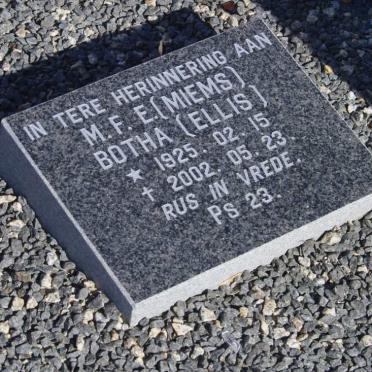 IN TERE HERINNERING AAN
M. F. E. (MIEMS)
BOTHA (ELLIS)
* 1925. 02. 15
† 2002. 05. 23.
RUS IN VREDE.
PS 23.